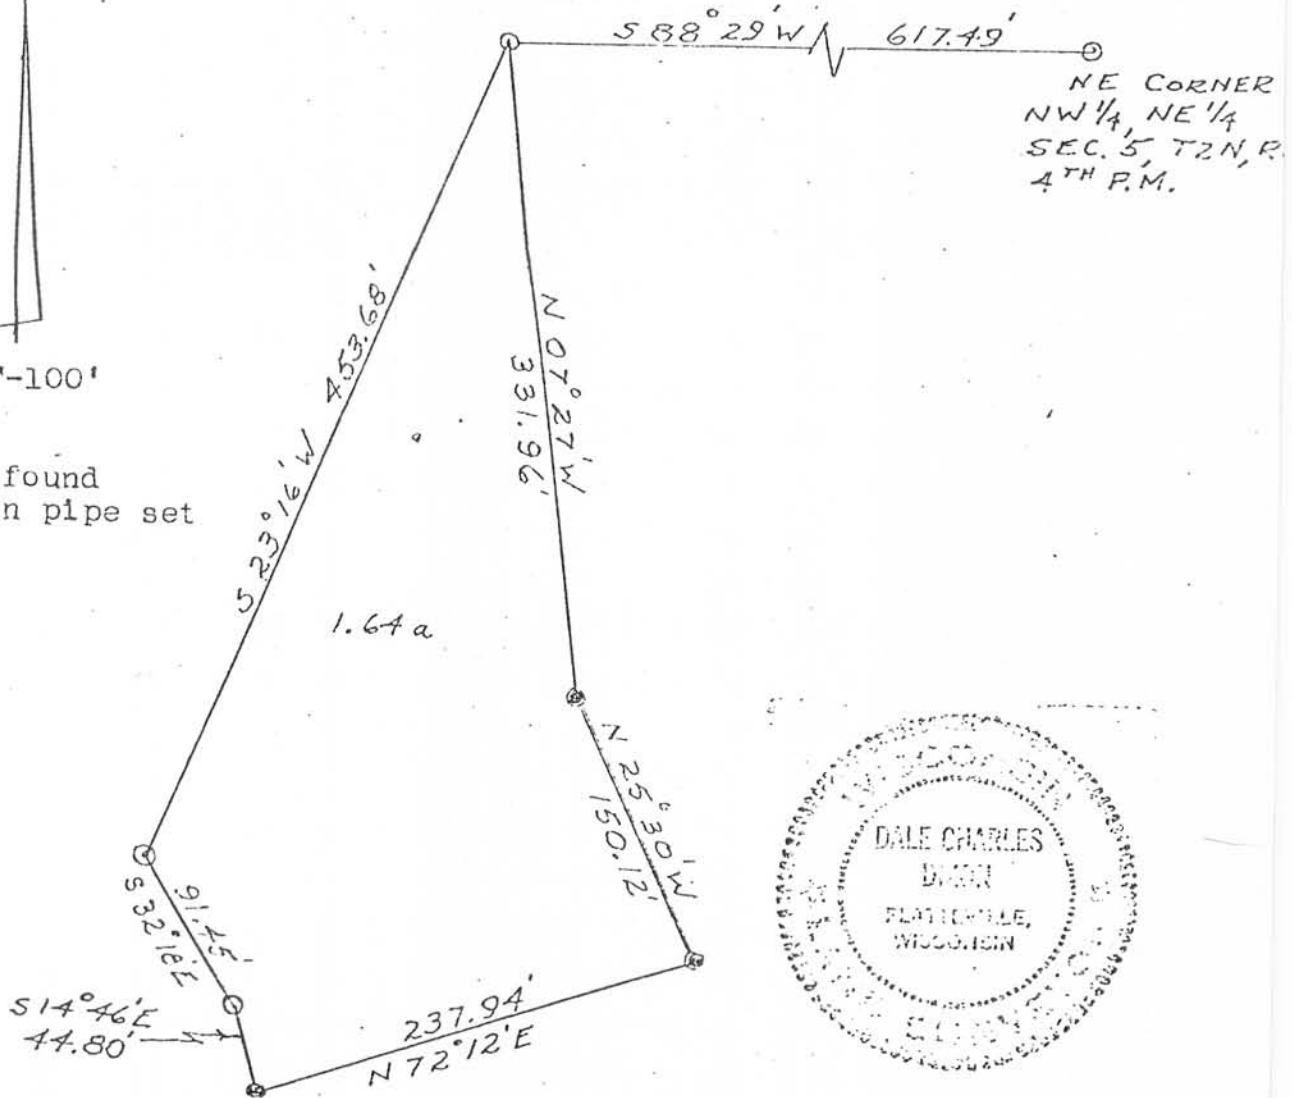 S 88° 29' W 617.49'
NE CORNER
NW 1/4, NE 1/4
SEC. 5, T2N, R.
4TH P.M.
S 23° 16' W 453.68'
N 07° 27' W
331.96'
'-100'
found
n pipe set
1.64 a
N 25° 30' W
150.12'
91.45'
S 32° 18' E
S 14° 46' E
44.80'
237.94'
N 72° 12' E
WISCONSIN
DALE CHARLES
PLATTEVILLE,
WISCONSIN